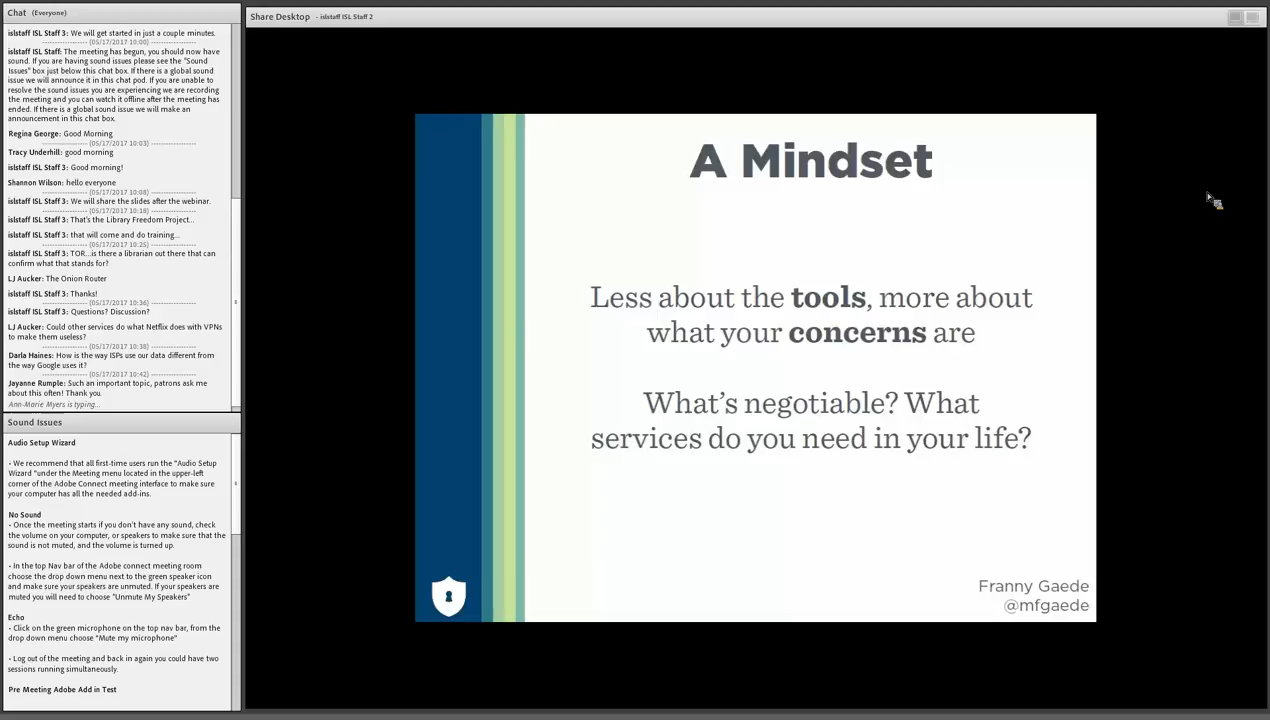 Chat (Everyone)
islstaff ISL Staff 3: We will get started in just a couple minutes.
------------------ (05/17/2017 10:00) ------------------
islstaff ISL Staff: The meeting has begun, you should now have
sound. If you are having sound issues please see the "Sound
Issues" box just below this chat box. If there is a global sound
issue we will announce it in this chat pod. If you are unable to
resolve the sound issues you are experiencing we are recording
the meeting and you can watch it offline after the meeting has
ended. If there is a global sound issue we will make an
announcement in this chat box.
Regina George: Good Morning
------------------ (05/17/2017 10:03) ------------------
Tracy Underhill: good morning
islstaff ISL Staff 3: Good morning!
Shannon Wilson: hello everyone
------------------ (05/17/2017 10:08) ------------------
islstaff ISL Staff 3: We will share the slides after the webinar.
------------------ (05/17/2017 10:18) ------------------
islstaff ISL Staff 3: That's the Library Freedom Project...
islstaff ISL Staff 3: that will come and do training...
------------------ (05/17/2017 10:25) ------------------
islstaff ISL Staff 3: TOR...is there a librarian out there that can
confirm what that stands for?
LJ Aucker: The Onion Router
islstaff ISL Staff 3: Thanks!
------------------ (05/17/2017 10:36) ------------------
islstaff ISL Staff 3: Questions? Discussion?
LJ Aucker: Could other services do what Netflix does with VPNs
to make them useless?
------------------ (05/17/2017 10:38) ------------------
Darla Haines: How is the way ISPs use our data different from
the way Google uses it?
------------------ (05/17/2017 10:42) ------------------
Jayanne Rumple: Such an important topic, patrons ask me
about this often! Thank you.
Ann-Marie Myers is typing...
Sound Issues
Audio Setup Wizard
• We recommend that all first-time users run the "Audio Setup
Wizard "under the Meeting menu located in the upper-left
corner of the Adobe Connect meeting interface to make sure
your computer has all the needed add-ins.
No Sound
• Once the meeting starts if you don't have any sound, check
the volume on your computer, or speakers to make sure that the
sound is not muted, and the volume is turned up.
• In the top Nav bar of the Adobe connect meeting room
choose the drop down menu next to the green speaker icon
and make sure your speakers are unmuted. If your speakers are
muted you will need to choose "Unmute My Speakers"
Echo
• Click on the green microphone on the top nav bar, from the
drop down menu choose "Mute my microphone"
• Log out of the meeting and back in again you could have two
sessions running simultaneously.
Pre Meeting Adobe Add in Test
Share Desktop - islstaff ISL Staff 2
A Mindset
Less about the tools, more about
what your concerns are
What's negotiable? What
services do you need in your life?
Franny Gaede
@mfgaede